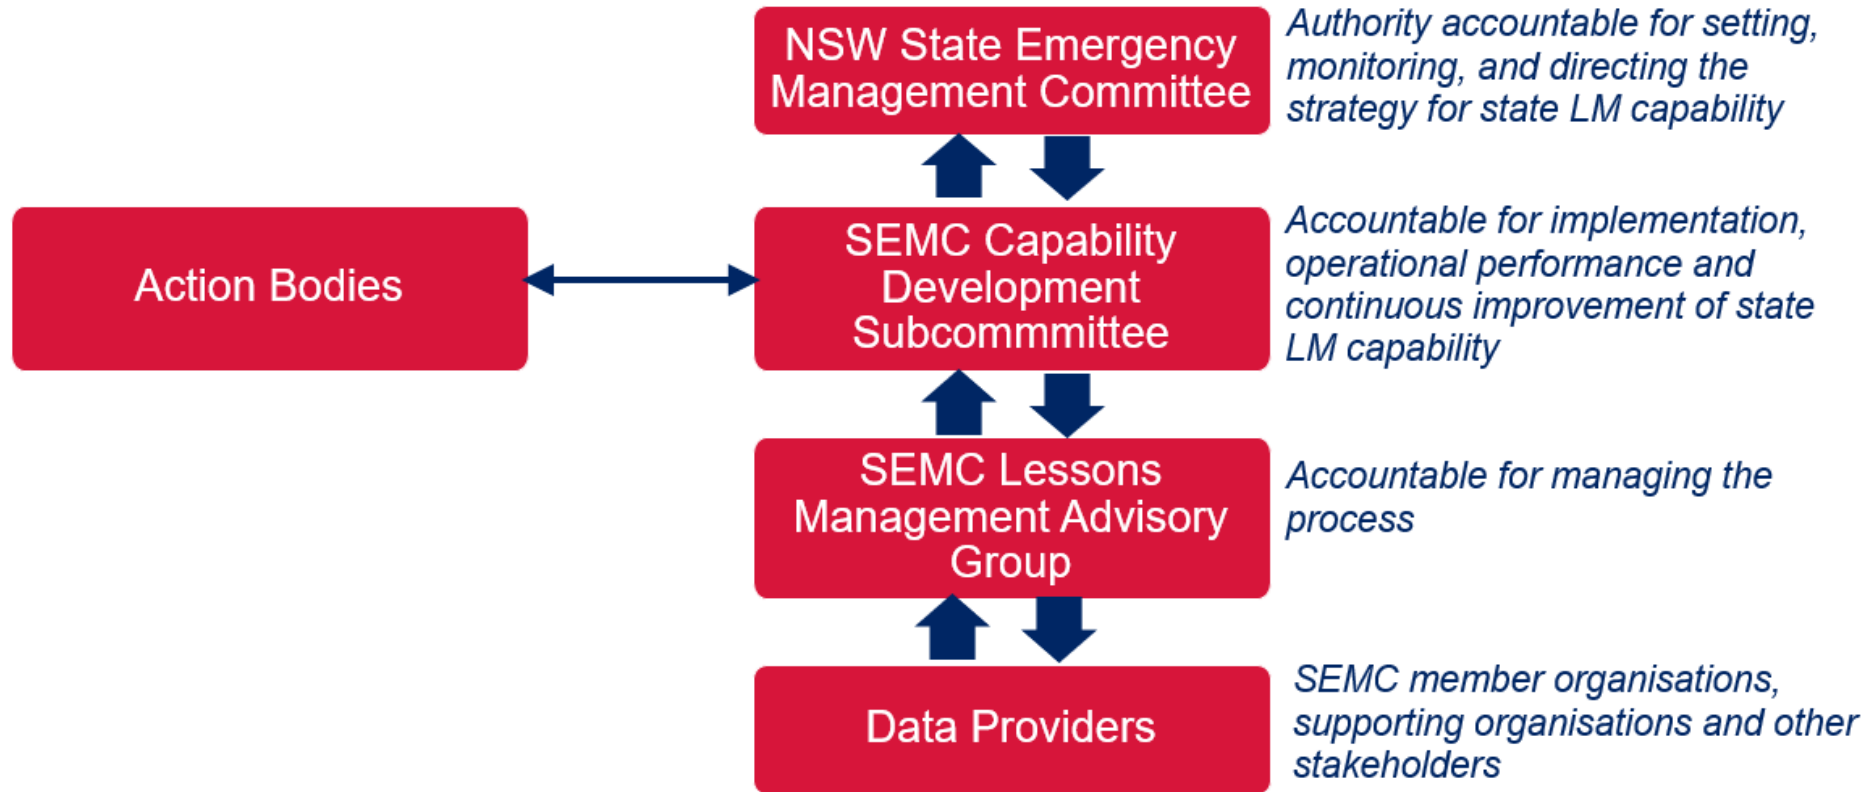 NSW State Emergency
Management Committee
Authority accountable for setting,
monitoring, and directing the
strategy for state LM capability
Action Bodies
SEMC Capability
Development
Subcommmittee
Accountable for implementation,
operational performance and
continuous improvement of state
LM capability
SEMC Lessons
Management Advisory
Group
Accountable for managing the
process
Data Providers
SEMC member organisations,
supporting organisations and other
stakeholders